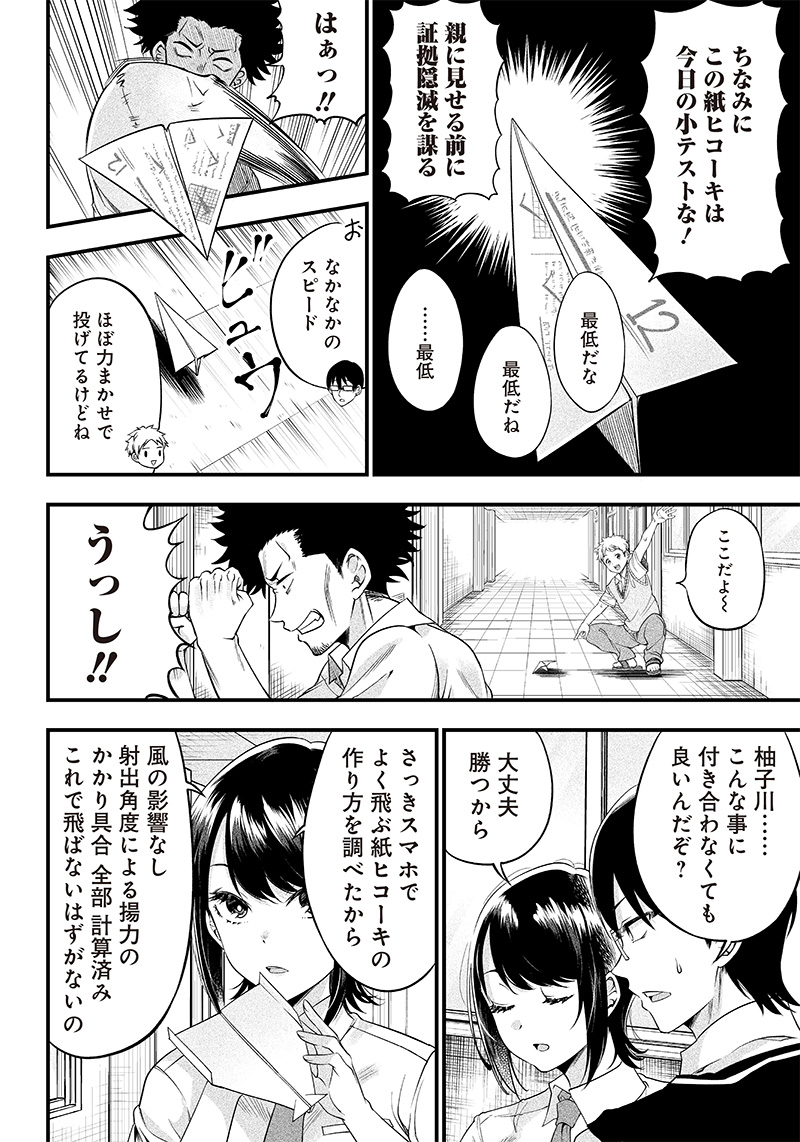 ちなみに
この紙ヒコーキは
今日の小テストな!
親に見せる前に
証拠隠滅を謀る
12
最低だな
最低だね
……最低
はぁっ!!
12
ビュウ
お
なかなかの
スピード
ほぼ力まかせで
投げてるけどね
ここだよ〜
うっし!!
柚子川……
こんな事に
付き合わなくても
良いんだぞ?
大丈夫
勝つから
さっきスマホで
よく飛ぶ紙ヒコーキの
作り方を調べたから
風の影響なし
射出角度による揚力の
かかり具合 全部 計算済み
これで飛ばないはずがないの